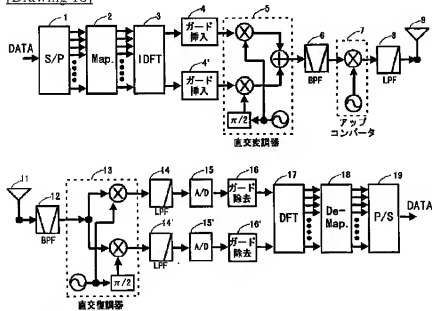 [Drawing 10]
1
2
3
4
5
6
7
8
9
DATA
S/P
Map.
IDFT
ガード
挿入
4'
ガード
挿入
π/2
BPF
LPF
直交変調器
アップ
コンバータ
11
12
13
14
15
16
17
18
19
BPF
LPF
A/D
ガード
除去
14'
15'
16'
LPF
A/D
ガード
除去
π/2
DFT
De-
Map.
P/S
DATA
直交復調器